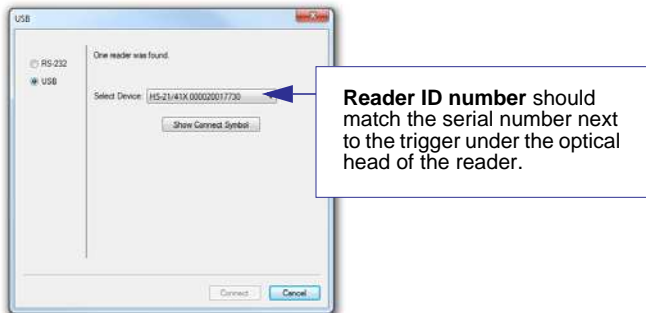 USB
RS-232
USB
One reader was found.
Select Device: HS-21/41X 000020017730
Show Connect Symbol
Connect
Cancel
Reader ID number should
match the serial number next
to the trigger under the optical
head of the reader.